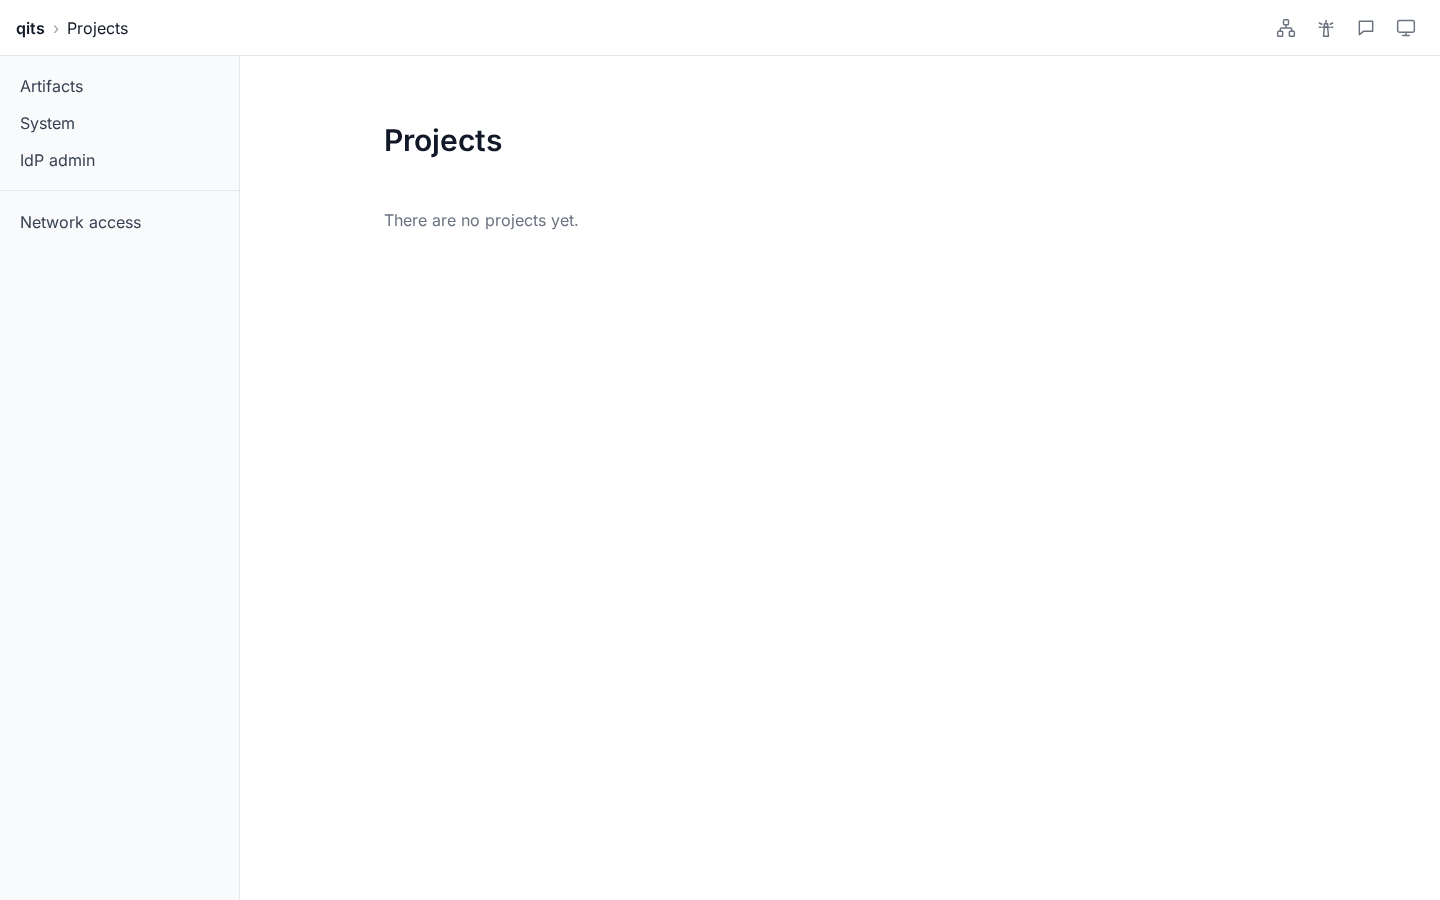 qits › Projects
Artifacts
System
IdP admin
Network access
Projects
There are no projects yet.